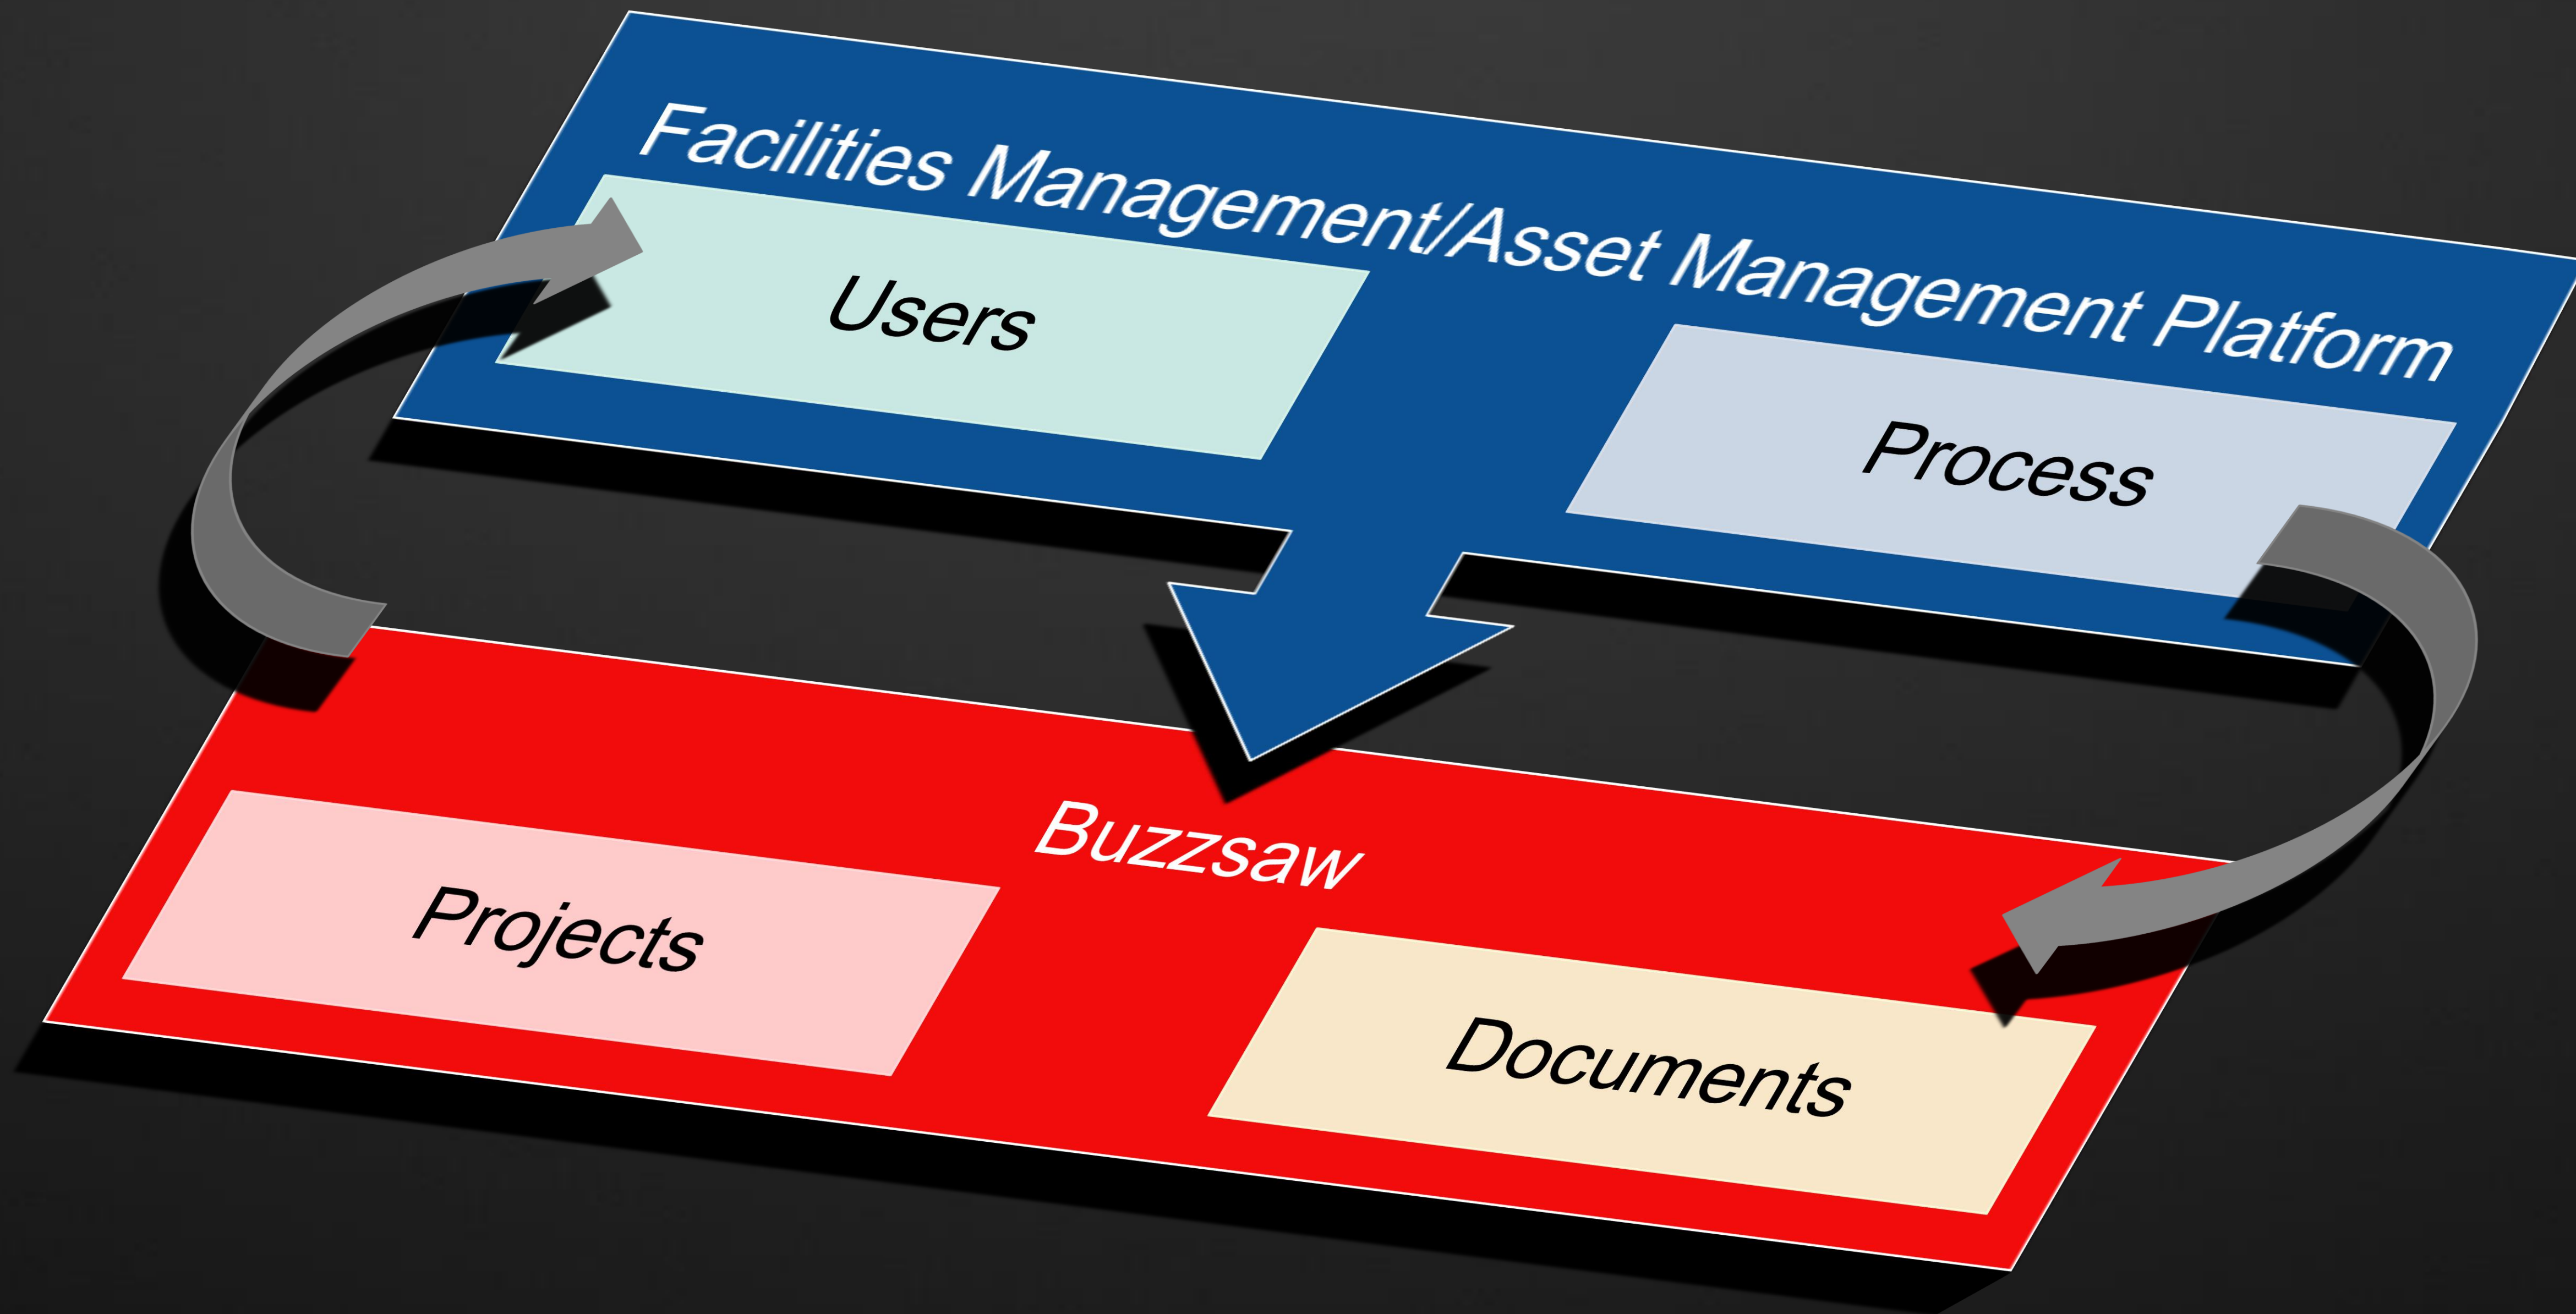 Facilities Management/Asset Management Platform
Users
Process
Buzzsaw
Projects
Documents